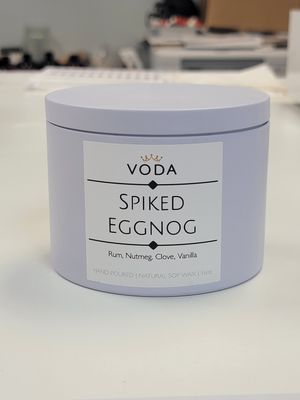 VODA
SPIKED
EGGNOG
Rum, Nutmeg, Clove, Vanilla
HAND POURED | NATURAL SOY WAX |